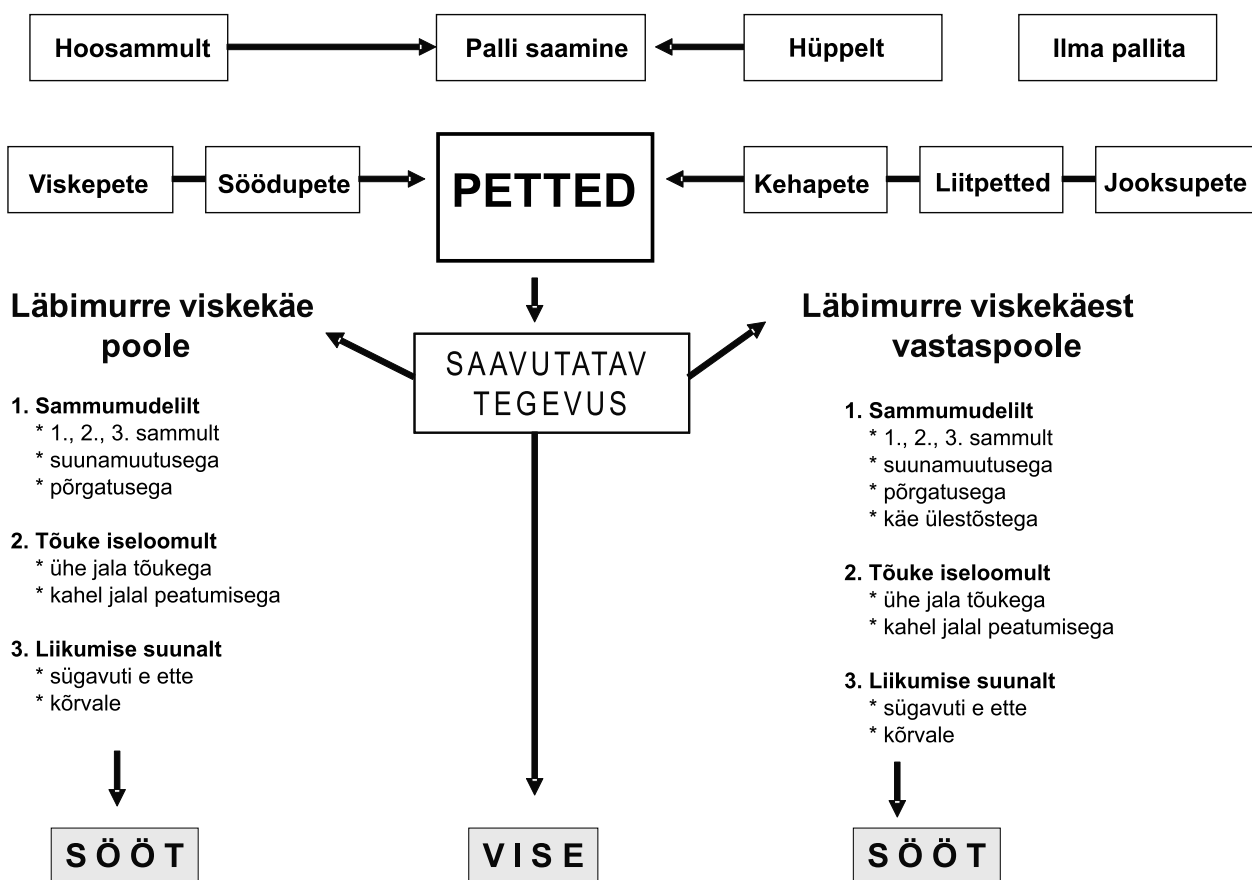 Hoosammult
Palli saamine
Hüppelt
Ilma pallita
Viskepete
Söödupete
PETTED
Kehapete
Liitpetted
Jooksupete
Läbimurre viskekäe
poole
SAAVUTATAV
TEGEVUS
Läbimurre viskekäest
vastaspoole
1. Sammumudelilt
* 1., 2., 3. sammult
* suunamuutusega
* põrgatusega
2. Tõuke iseloomult
* ühe jala tõukega
* kahel jalal peatumisega
3. Liikumise suunalt
* sügavuti e ette
* kõrvale
1. Sammumudelilt
* 1., 2., 3. sammult
* suunamuutusega
* põrgatusega
* käe ülestõstega
2. Tõuke iseloomult
* ühe jala tõukega
* kahel jalal peatumisega
3. Liikumise suunalt
* sügavuti e ette
* kõrvale
SÖÖT
VISE
SÖÖT